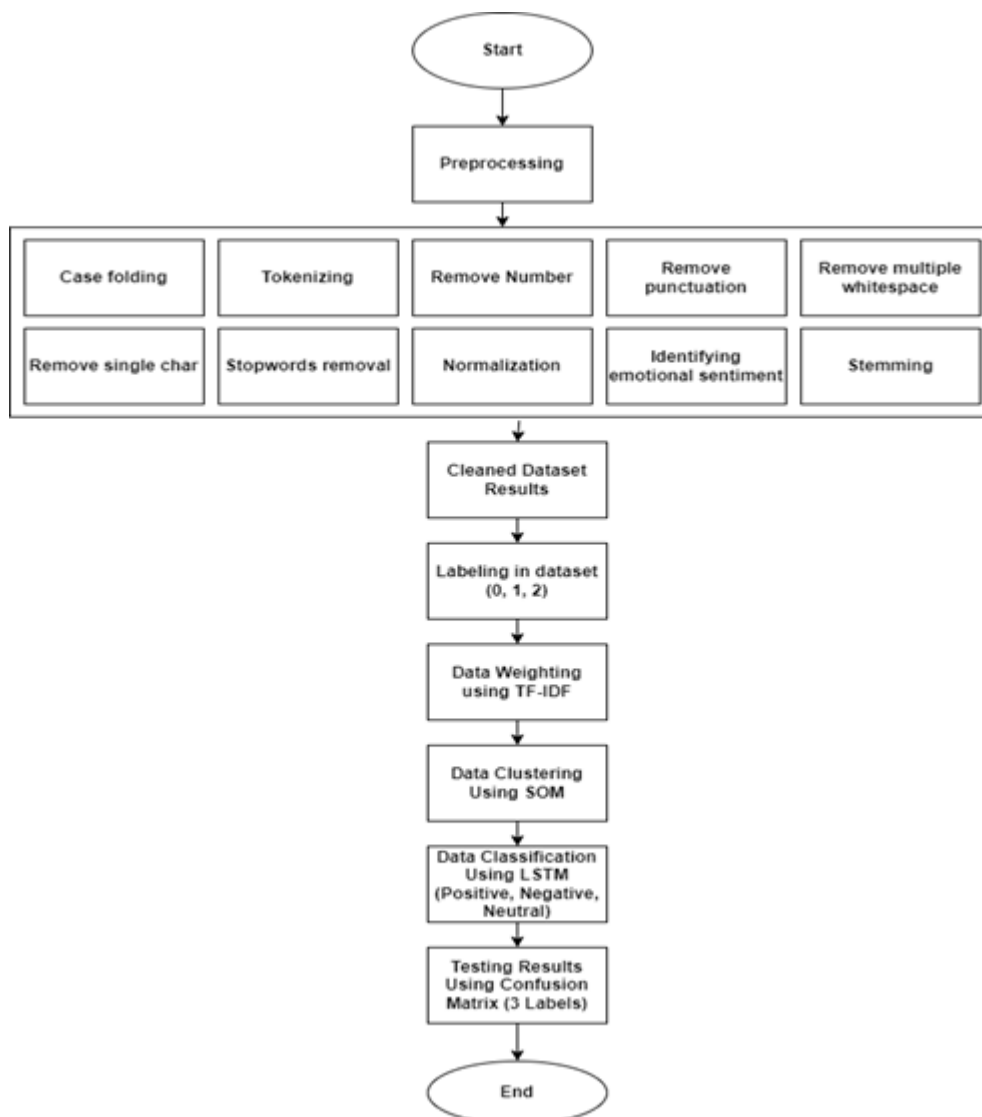 Start
Preprocessing
Case folding
Tokenizing
Remove Number
Remove
punctuation
Remove multiple
whitespace
Remove single char
Stopwords removal
Normalization
Identifying
emotional sentiment
Stemming
Cleaned Dataset
Results
Labeling in dataset
(0, 1, 2)
Data Weighting
using TF-IDF
Data Clustering
Using SOM
Data Classification
Using LSTM
(Positive, Negative,
Neutral)
Testing Results
Using Confusion
Matrix (3 Labels)
End